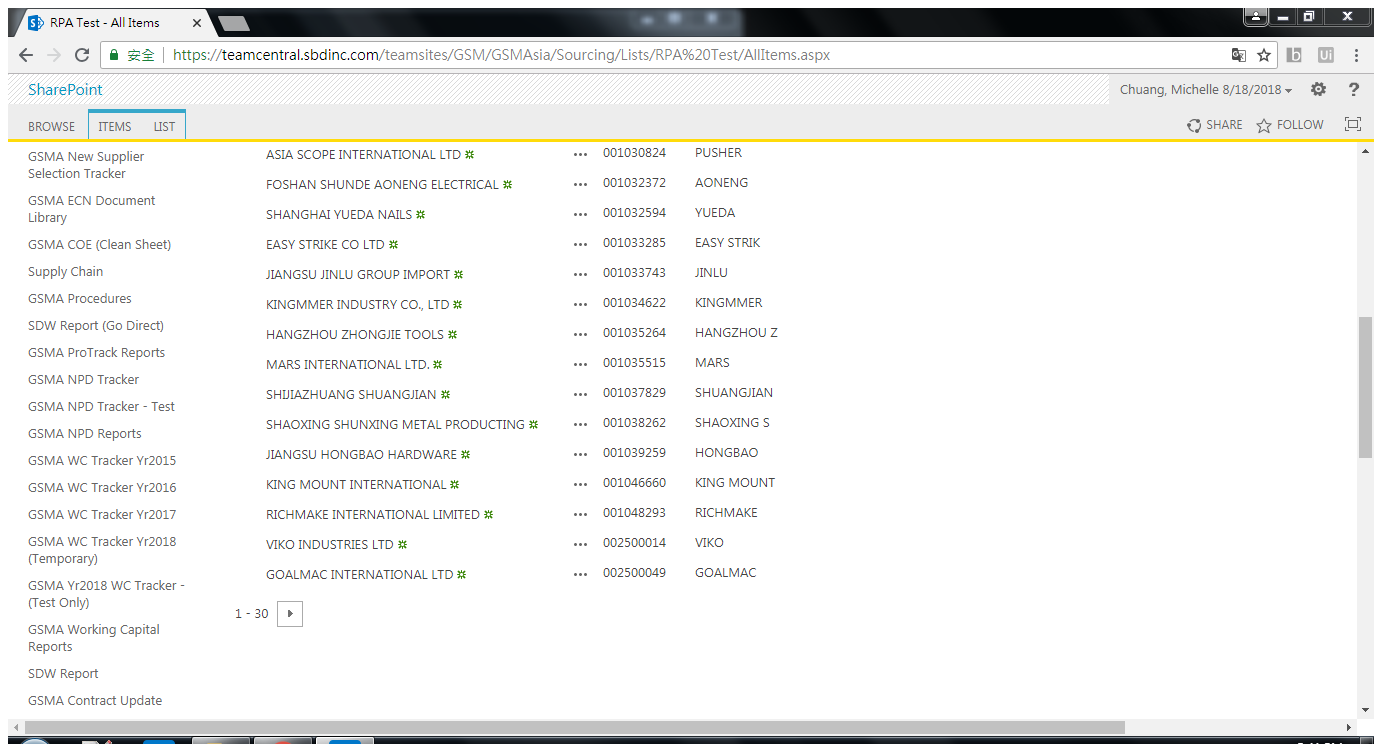 RPA Test - All Items
安全 https://teamcentral.sbdinc.com/teamsites/GSM/GSMAsia/Sourcing/Lists/RPA%20Test/AllItems.aspx
SharePoint
Chuang, Michelle 8/18/2018
BROWSE ITEMS LIST
SHARE FOLLOW
GSMA New Supplier
Selection Tracker
GSMA ECN Document
Library
GSMA COE (Clean Sheet)
Supply Chain
GSMA Procedures
SDW Report (Go Direct)
GSMA ProTrack Reports
GSMA NPD Tracker
GSMA NPD Tracker - Test
GSMA NPD Reports
GSMA WC Tracker Yr2015
GSMA WC Tracker Yr2016
GSMA WC Tracker Yr2017
GSMA WC Tracker Yr2018
(Temporary)
GSMA Yr2018 WC Tracker -
(Test Only)
GSMA Working Capital
Reports
SDW Report
GSMA Contract Update
ASIA SCOPE INTERNATIONAL LTD ... 001030824 PUSHER
FOSHAN SHUNDE AONENG ELECTRICAL ... 001032372 AONENG
SHANGHAI YUEDA NAILS ... 001032594 YUEDA
EASY STRIKE CO LTD ... 001033285 EASY STRIK
JIANGSU JINLU GROUP IMPORT ... 001033743 JINLU
KINGMMER INDUSTRY CO., LTD ... 001034622 KINGMMER
HANGZHOU ZHONGJIE TOOLS ... 001035264 HANGZHOU Z
MARS INTERNATIONAL LTD. ... 001035515 MARS
SHIJIAZHUANG SHUANGJIAN ... 001037829 SHUANGJIAN
SHAOXING SHUNXING METAL PRODUCTING ... 001038262 SHAOXING S
JIANGSU HONGBAO HARDWARE ... 001039259 HONGBAO
KING MOUNT INTERNATIONAL ... 001046660 KING MOUNT
RICHMAKE INTERNATIONAL LIMITED ... 001048293 RICHMAKE
VIKO INDUSTRIES LTD ... 002500014 VIKO
GOALMAC INTERNATIONAL LTD ... 002500049 GOALMAC
1 - 30